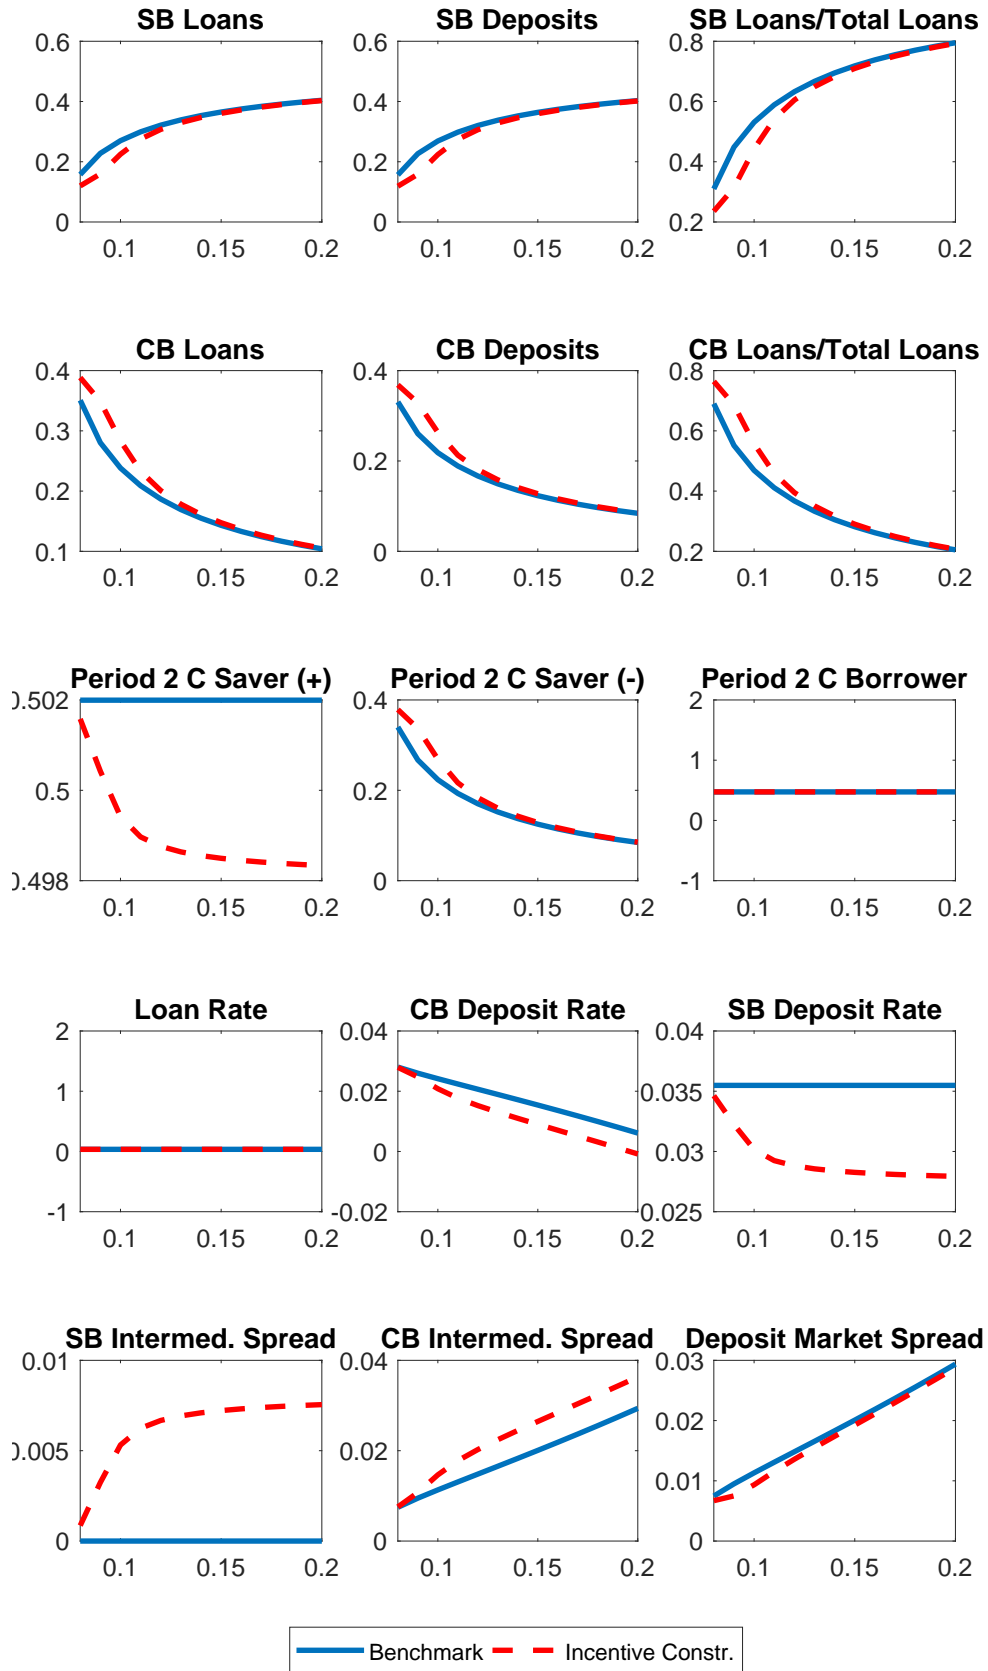 SB Loans SB Deposits SB Loans/Total Loans
0.6 0.6 0.8
0.4 0.4 0.6
0.2 0.2 0.4
0 0 0.2
0.1 0.15 0.2 0.1 0.15 0.2 0.1 0.15 0.2
CB Loans CB Deposits CB Loans/Total Loans
0.4 0.4 0.8
0.3 0.6
0.2 0.2 0.4
0.1 0 0.2
0.1 0.15 0.2 0.1 0.15 0.2 0.1 0.15 0.2
Period 2 C Saver (+) Period 2 C Saver (-) Period 2 C Borrower
0.502 0.4 2
1
0.5 0.2
0
0.498 0 -1
0.1 0.15 0.2 0.1 0.15 0.2 0.1 0.15 0.2
Loan Rate CB Deposit Rate SB Deposit Rate
2 0.04 0.04
1 0.02 0.035
0 0 0.03
-1 -0.02 0.025
0.1 0.15 0.2 0.1 0.15 0.2 0.1 0.15 0.2
SB Intermed. Spread CB Intermed. Spread Deposit Market Spread
0.01 0.04 0.03
0.02
0.005 0.02
0.01
0 0 0
0.1 0.15 0.2 0.1 0.15 0.2 0.1 0.15 0.2
Benchmark Incentive Constr.